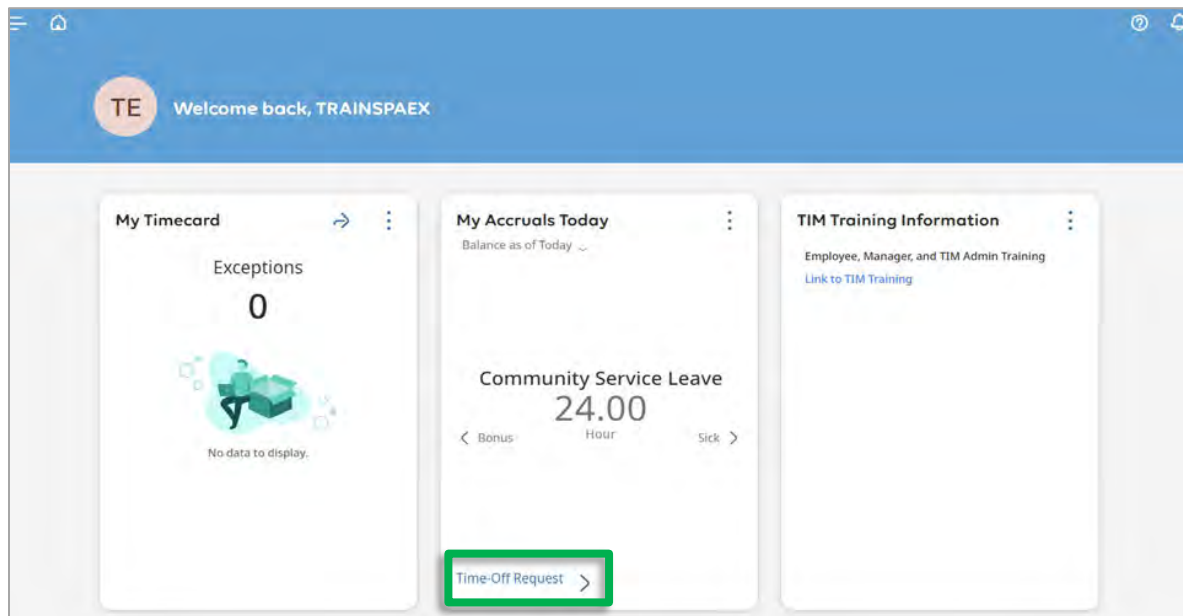 TE
Welcome back, TRAINSPAEX
My Timecard
Exceptions
0
No data to display.
My Accruals Today
Balance as of Today
Community Service Leave
24.00
Hour
Bonus
Sick
Time-Off Request
TIM Training Information
Employee, Manager, and TIM Admin Training
Link to TIM Training